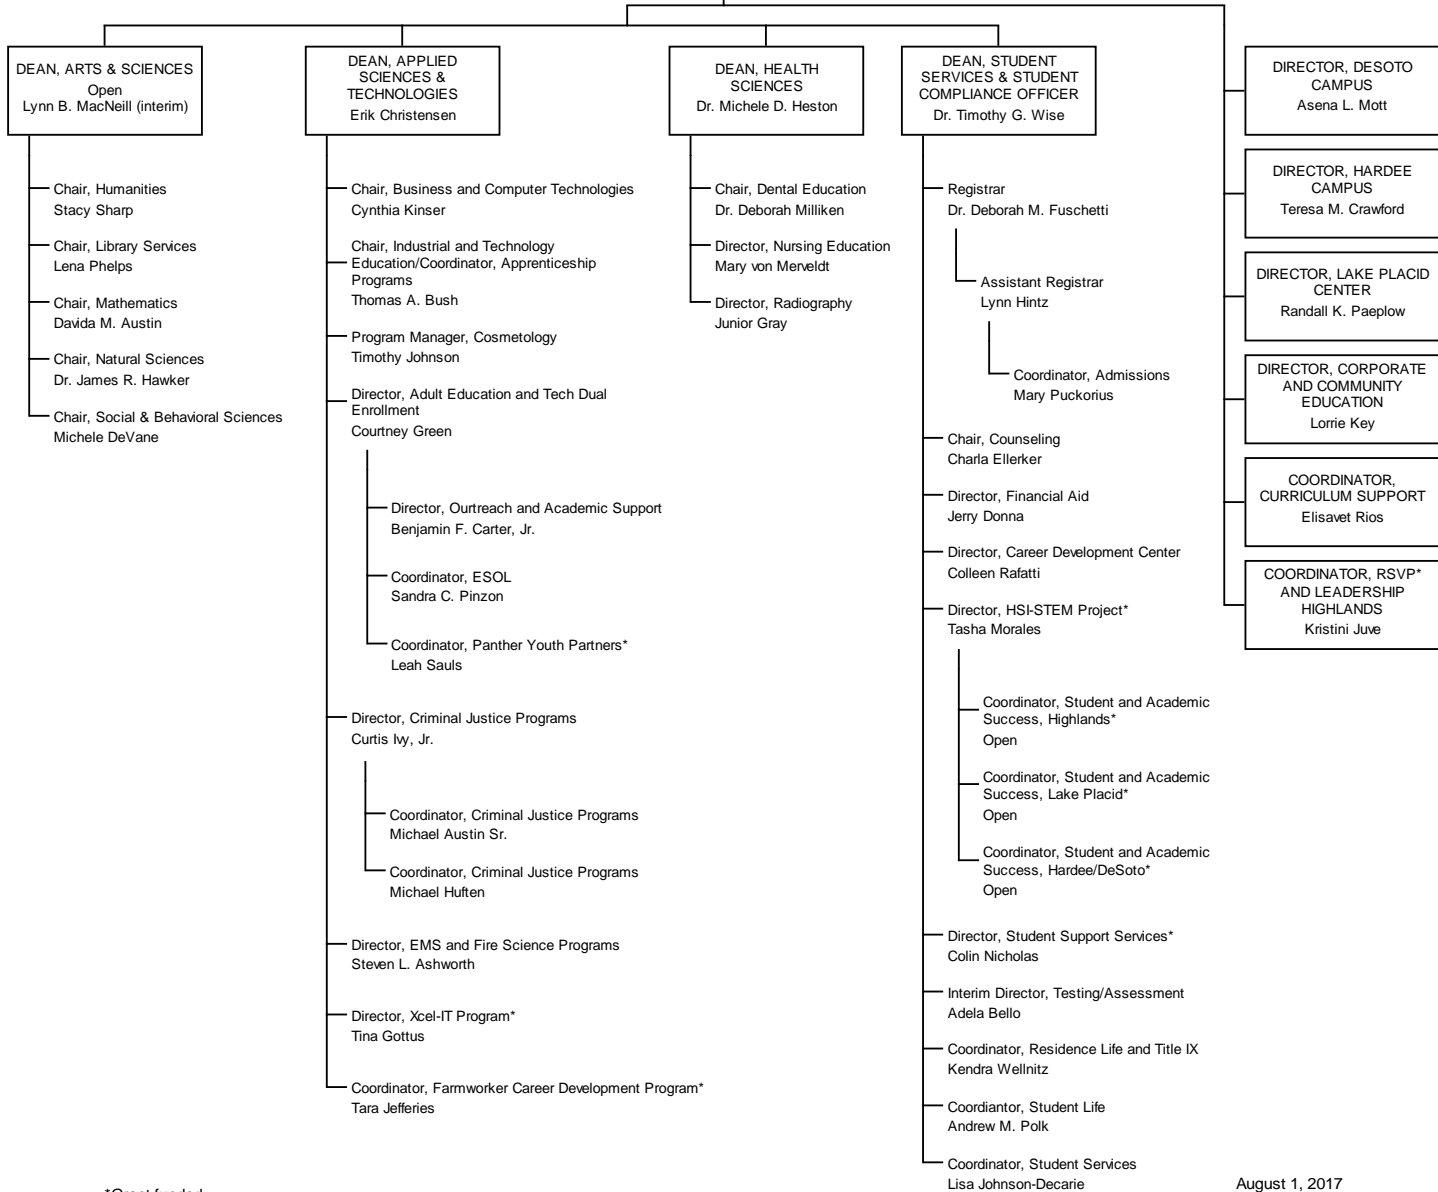 DEAN, ARTS & SCIENCES
Open
Lynn B. MacNeill (interim)
Chair, Humanities
Stacy Sharp
Chair, Library Services
Lena Phelps
Chair, Mathematics
Davida M. Austin
Chair, Natural Sciences
Dr. James R. Hawker
Chair, Social & Behavioral Sciences
Michele DeVane
DEAN, APPLIED
SCIENCES &
TECHNOLOGIES
Erik Christensen
Chair, Business and Computer Technologies
Cynthia Kinser
Chair, Industrial and Technology
Education/Coordinator, Apprenticeship
Programs
Thomas A. Bush
Program Manager, Cosmetology
Timothy Johnson
Director, Adult Education and Tech Dual
Enrollment
Courtney Green
Director, Ourtreach and Academic Support
Benjamin F. Carter, Jr.
Coordinator, ESOL
Sandra C. Pinzon
Coordinator, Panther Youth Partners*
Leah Sauls
Director, Criminal Justice Programs
Curtis Ivy, Jr.
Coordinator, Criminal Justice Programs
Michael Austin Sr.
Coordinator, Criminal Justice Programs
Michael Huften
Director, EMS and Fire Science Programs
Steven L. Ashworth
Director, Xcel-IT Program*
Tina Gottus
Coordinator, Farmworker Career Development Program*
Tara Jefferies
DEAN, HEALTH
SCIENCES
Dr. Michele D. Heston
Chair, Dental Education
Dr. Deborah Milliken
Director, Nursing Education
Mary von Merveldt
Director, Radiography
Junior Gray
DEAN, STUDENT
SERVICES & STUDENT
COMPLIANCE OFFICER
Dr. Timothy G. Wise
Registrar
Dr. Deborah M. Fuschetti
Assistant Registrar
Lynn Hintz
Coordinator, Admissions
Mary Puckorius
Chair, Counseling
Charla Ellerker
Director, Financial Aid
Jerry Donna
Director, Career Development Center
Colleen Rafatti
Director, HSI-STEM Project*
Tasha Morales
Coordinator, Student and Academic
Success, Highlands*
Open
Coordinator, Student and Academic
Success, Lake Placid*
Open
Coordinator, Student and Academic
Success, Hardee/DeSoto*
Open
Director, Student Support Services*
Colin Nicholas
Interim Director, Testing/Assessment
Adela Bello
Coordinator, Residence Life and Title IX
Kendra Wellnitz
Coordiantor, Student Life
Andrew M. Polk
Coordinator, Student Services
Lisa Johnson-Decarie
DIRECTOR, DESOTO
CAMPUS
Asena L. Mott
DIRECTOR, HARDEE
CAMPUS
Teresa M. Crawford
DIRECTOR, LAKE PLACID
CENTER
Randall K. Paeplow
DIRECTOR, CORPORATE
AND COMMUNITY
EDUCATION
Lorrie Key
COORDINATOR,
CURRICULUM SUPPORT
Elisavet Rios
COORDINATOR, RSVP*
AND LEADERSHIP
HIGHLANDS
Kristini Juve
*Grant funded
August 1, 2017